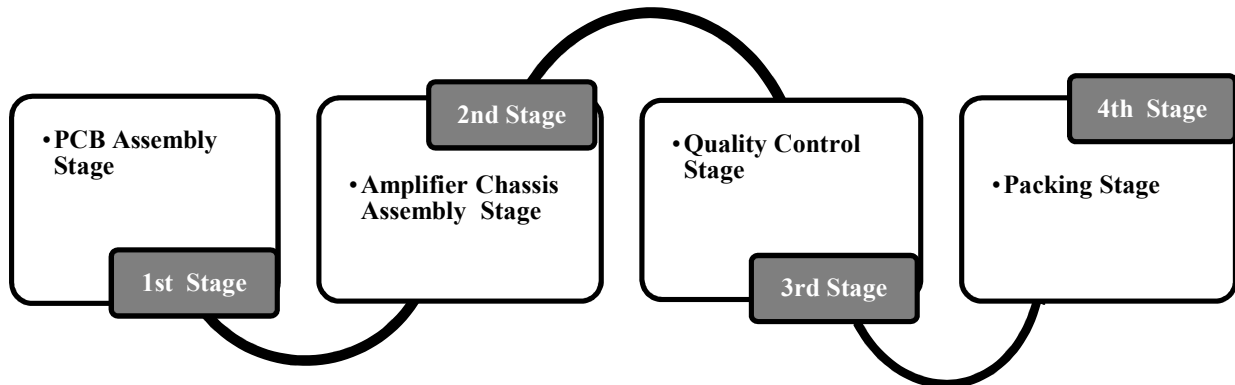 • PCB Assembly
Stage
1st Stage
2nd Stage
• Amplifier Chassis
Assembly Stage
• Quality Control
Stage
3rd Stage
4th Stage
• Packing Stage